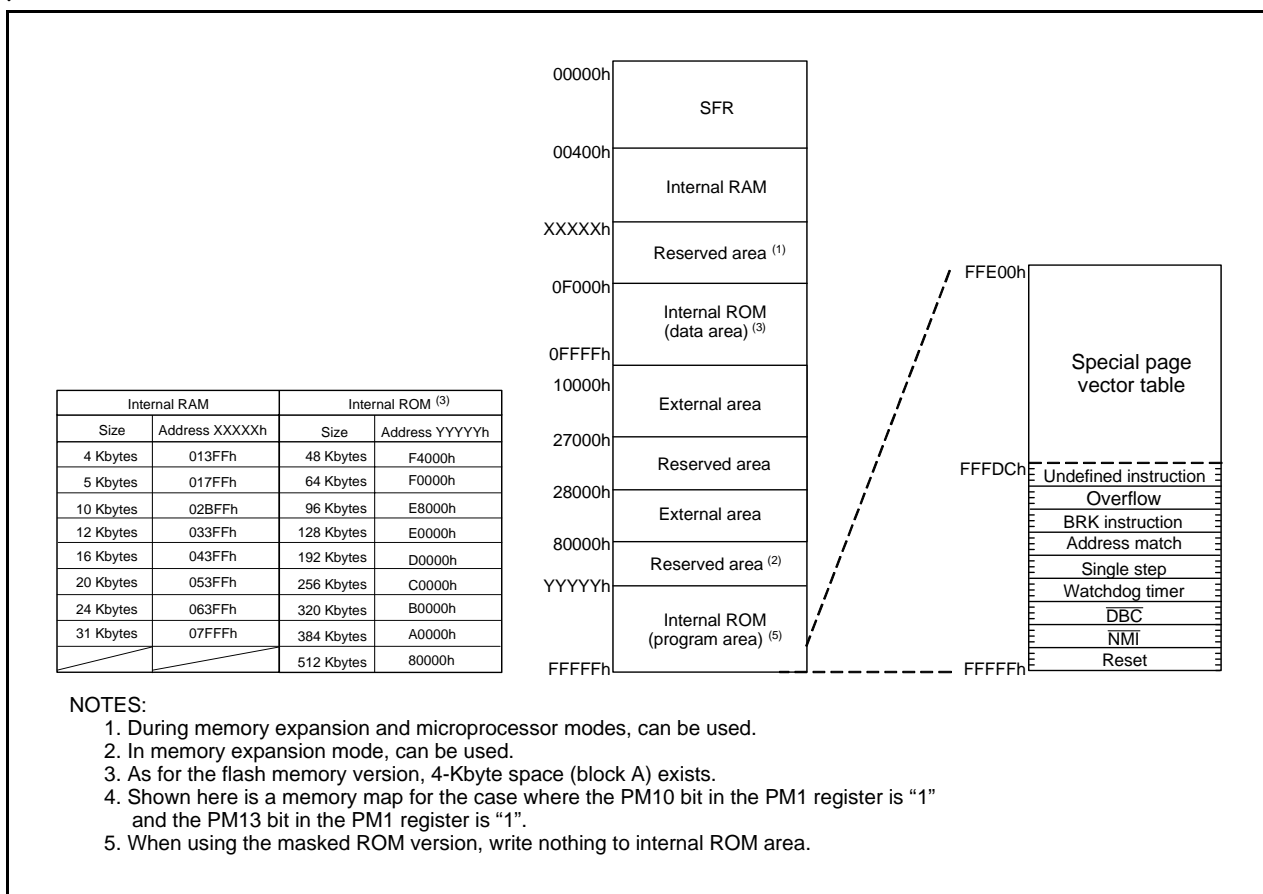 00000h
SFR
00400h
Internal RAM
XXXXXh
Reserved area (1)
0F000h
Internal ROM
(data area) (3)
0FFFFh
10000h
External area
27000h
Reserved area
28000h
External area
80000h
Reserved area (2)
YYYYYh
Internal ROM
(program area) (5)
FFFFFh
FFE00h
Special page
vector table
FFFDCh
Undefined instruction
Overflow
BRK instruction
Address match
Single step
Watchdog timer
DBC
NMI
Reset
FFFFFh
Internal RAM Internal ROM (3)
Size Address XXXXXh Size Address YYYYYh
4 Kbytes 013FFh 48 Kbytes F4000h
5 Kbytes 017FFh 64 Kbytes F0000h
10 Kbytes 02BFFh 96 Kbytes E8000h
12 Kbytes 033FFh 128 Kbytes E0000h
16 Kbytes 043FFh 192 Kbytes D0000h
20 Kbytes 053FFh 256 Kbytes C0000h
24 Kbytes 063FFh 320 Kbytes B0000h
31 Kbytes 07FFFh 384 Kbytes A0000h
512 Kbytes 80000h
NOTES:
1. During memory expansion and microprocessor modes, can be used.
2. In memory expansion mode, can be used.
3. As for the flash memory version, 4-Kbyte space (block A) exists.
4. Shown here is a memory map for the case where the PM10 bit in the PM1 register is “1”
and the PM13 bit in the PM1 register is “1”.
5. When using the masked ROM version, write nothing to internal ROM area.